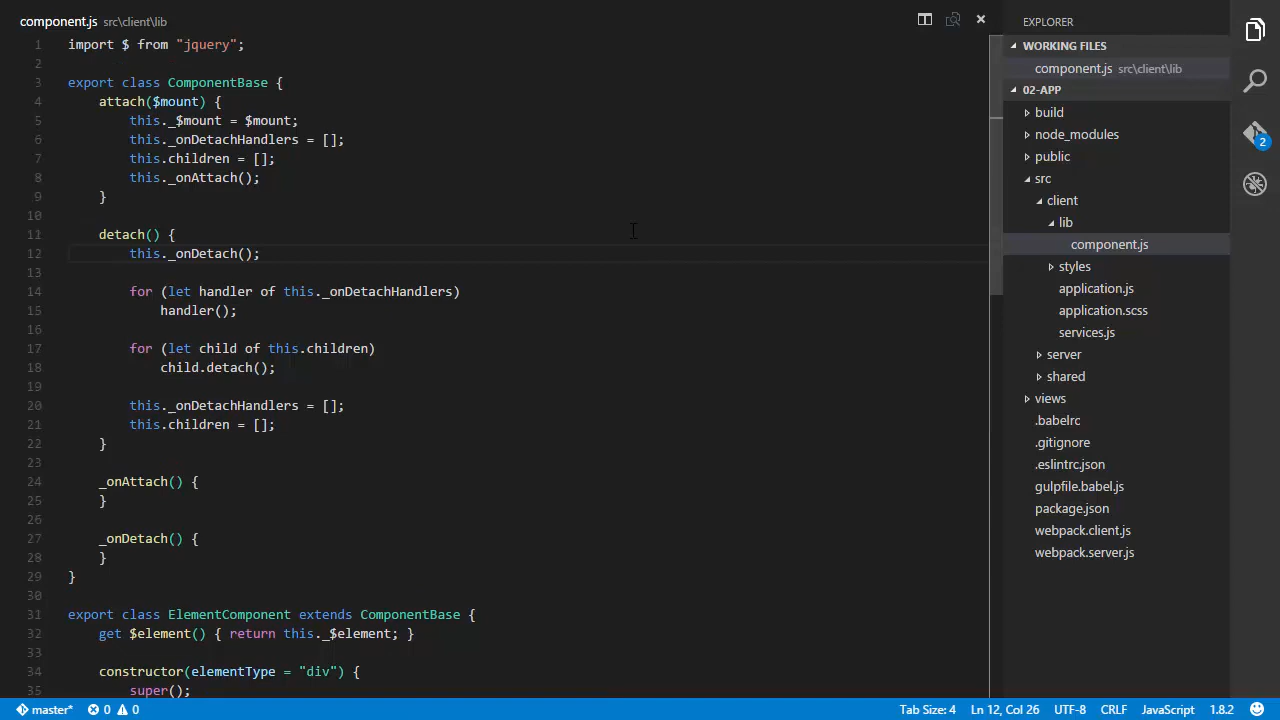 component.js src\client\lib
1 import $ from "jquery";
2
3 export class ComponentBase {
4 attach($mount) {
5 this._$mount = $mount;
6 this._onDetachHandlers = [];
7 this.children = [];
8 this._onAttach();
9 }
10
11 detach() {
12 this._onDetach();
13
14 for (let handler of this._onDetachHandlers)
15 handler();
16
17 for (let child of this.children)
18 child.detach();
19
20 this._onDetachHandlers = [];
21 this.children = [];
22 }
23
24 _onAttach() {
25 }
26
27 _onDetach() {
28 }
29 }
30
31 export class ElementComponent extends ComponentBase {
32 get $element() { return this._$element; }
33
34 constructor(elementType = "div") {
35 super();
EXPLORER
WORKING FILES
component.js src\client\lib
02-APP
build
node_modules
public
src
client
lib
component.js
styles
application.js
application.scss
services.js
server
shared
views
.babelrc
.gitignore
.eslintrc.json
gulpfile.babel.js
package.json
webpack.client.js
webpack.server.js
2
master* 0 0 Tab Size: 4 Ln 12, Col 26 UTF-8 CRLF JavaScript 1.8.2